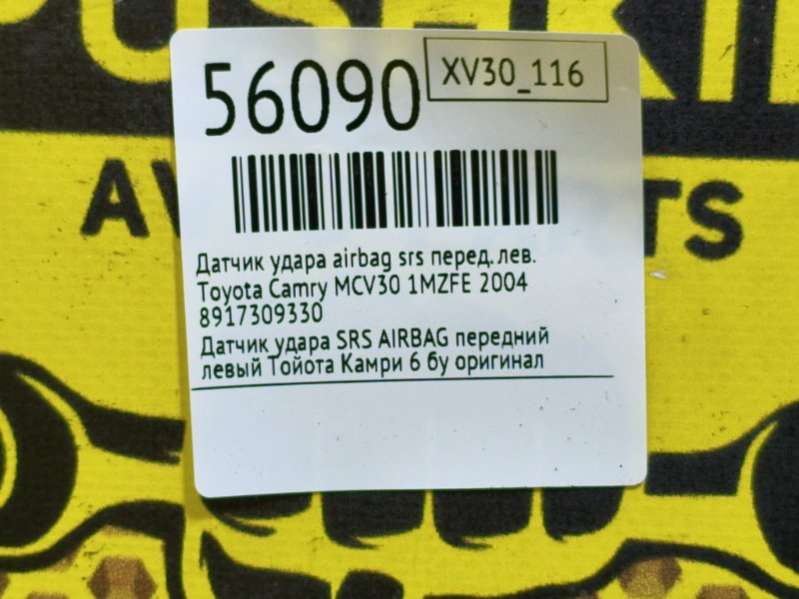 56090
XV30_116
Датчик удара airbag srs перед. лев.
Toyota Camry MCV30 1MZFE 2004
8917309330
Датчик удара SRS AIRBAG передний
левый Тойота Камри 6 бу оригинал